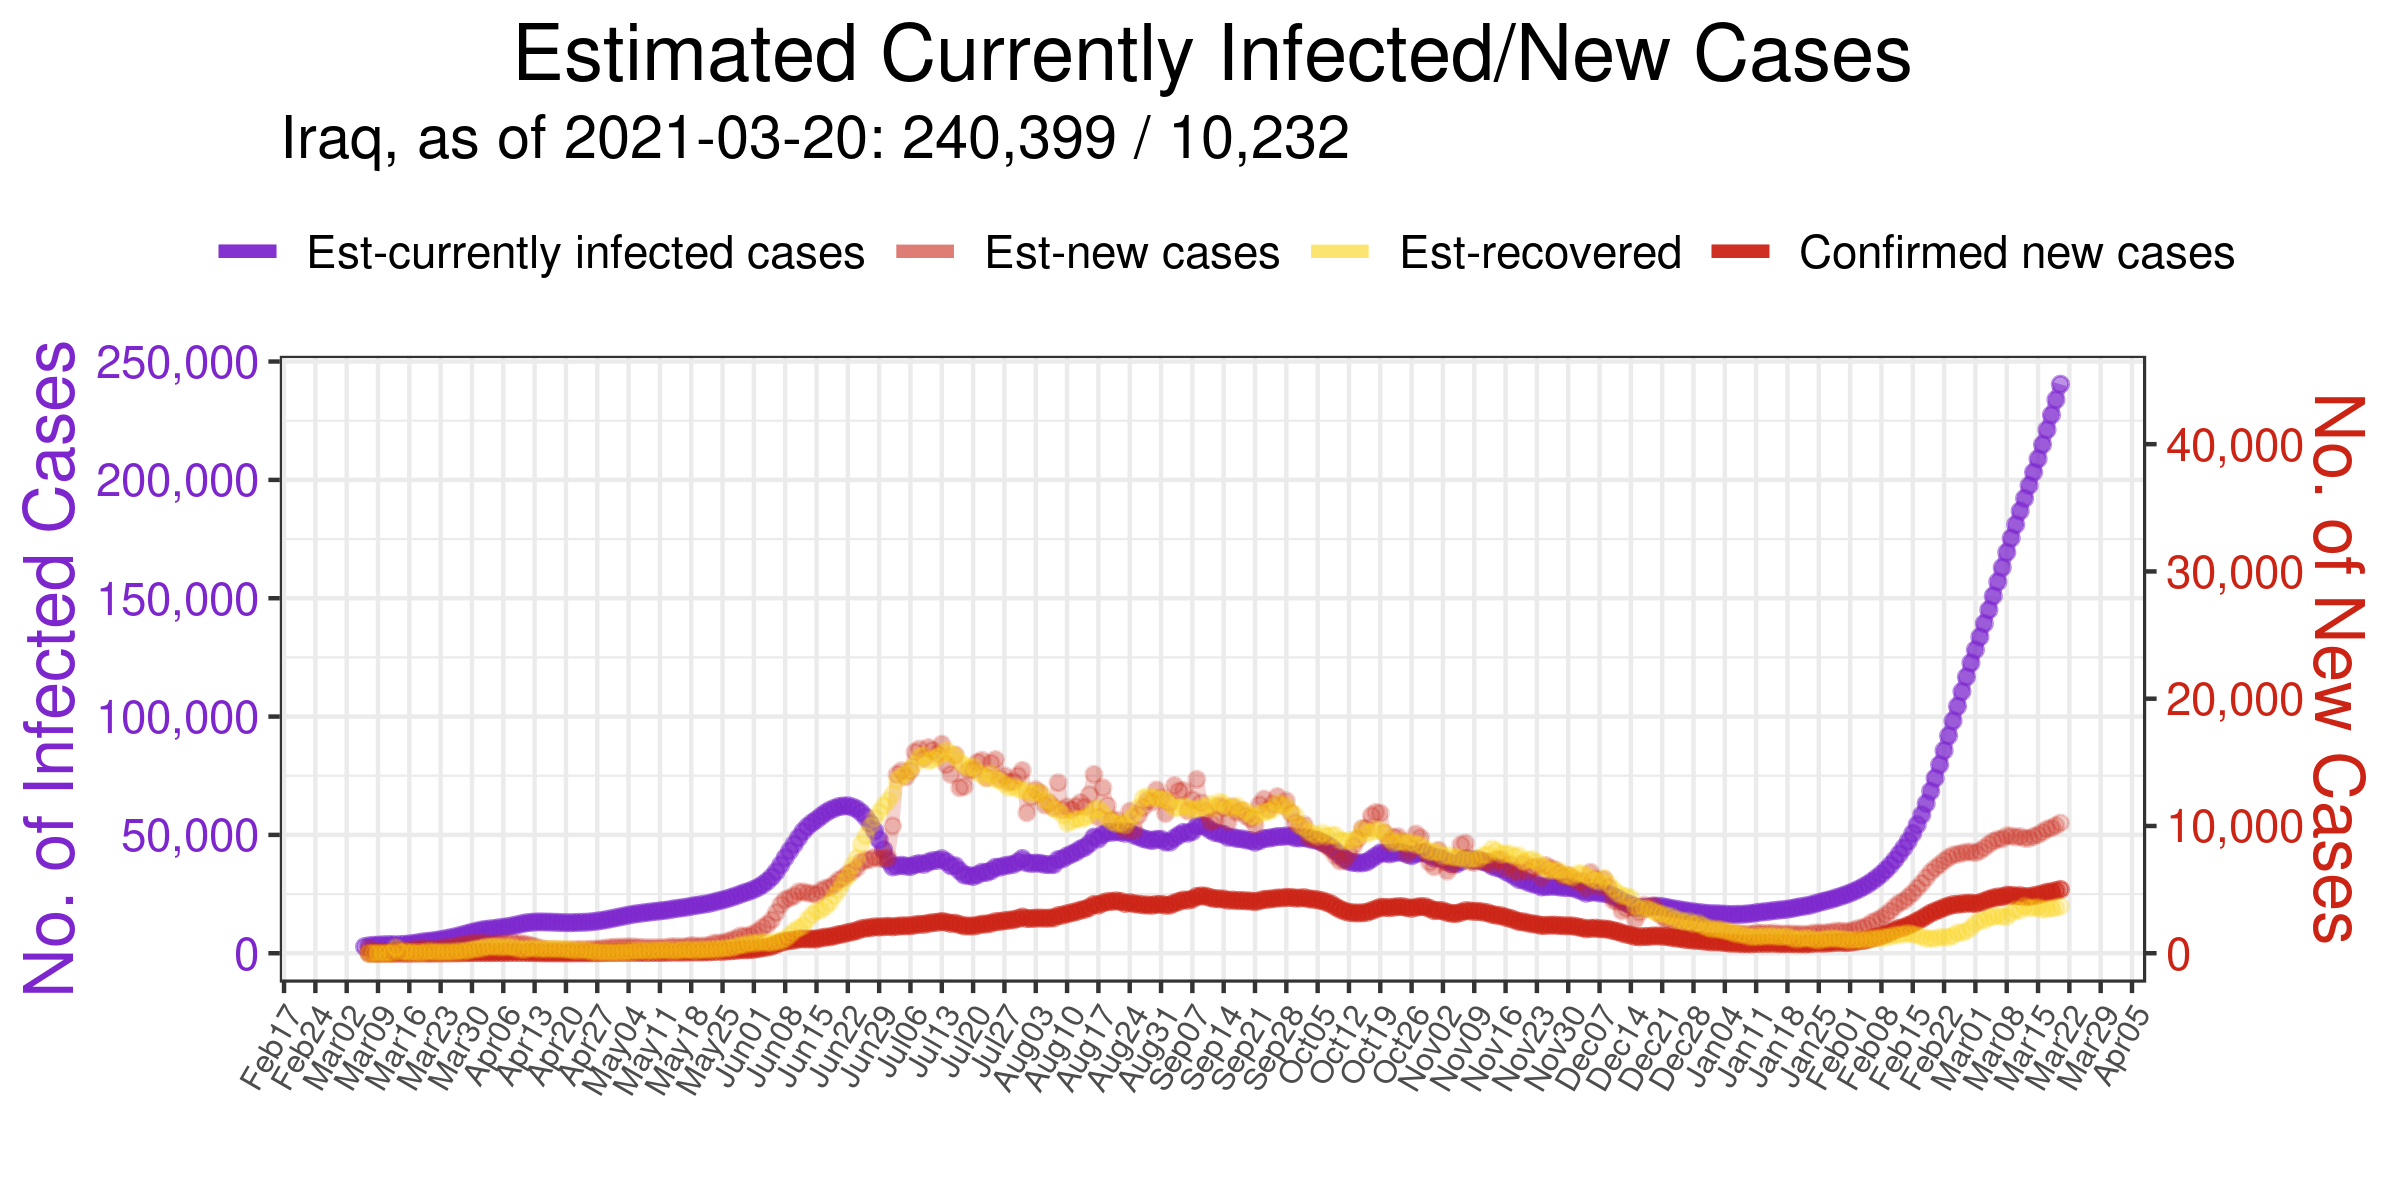 Estimated Currently Infected/New Cases
Iraq, as of 2021-03-20: 240,399 / 10,232
Est-currently infected cases Est-new cases Est-recovered Confirmed new cases
No. of Infected Cases
250,000
200,000
150,000
100,000
50,000
0
40,000
30,000
20,000
10,000
0
No. of New Cases
Feb17 Feb24 Mar02 Mar09 Mar16 Mar23 Mar30 Apr06 Apr13 Apr20 Apr27 May04 May11 May18 May25 Jun01 Jun08 Jun15 Jun22 Jun29 Jul06 Jul13 Jul20 Jul27 Aug03 Aug10 Aug17 Aug24 Aug31 Sep07 Sep14 Sep21 Sep28 Oct05 Oct12 Oct19 Oct26 Nov02 Nov09 Nov16 Nov23 Nov30 Dec07 Dec14 Dec21 Dec28 Jan04 Jan11 Jan18 Jan25 Feb01 Feb08 Feb15 Feb22 Mar01 Mar08 Mar15 Mar22 Mar29 Apr05